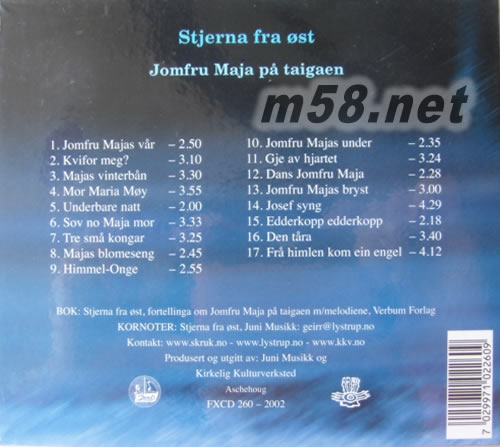 Stjerna fra øst
Jomfru Maja på taigaen
m58.net
1. Jomfru Majas vår – 2.50
2. Kvifor meg? – 3.10
3. Majas vinterbån – 3.30
4. Mor Maria Møy – 3.55
5. Underbare natt – 2.00
6. Sov no Maja mor – 3.33
7. Tre små kongar – 3.25
8. Majas blomeseng – 2.45
9. Himmel-Onge – 2.55
10. Jomfru Majas under – 2.35
11. Gje av hjartet – 3.24
12. Dans Jomfru Maja – 2.28
13. Jomfru Majas bryst – 3.00
14. Josef syng – 4.29
15. Edderkopp edderkopp – 2.18
16. Den tåra – 3.40
17. Frå himlen kom ein engel – 4.12
BOK: Stjerna fra øst, fortellinga om Jomfru Maja på taigaen m/melodiene, Verbum Forlag
KORNOTER: Stjerna fra øst, Juni Musikk: geirr@lystrup.no
Kontakt: www.skruk.no - www.lystrup.no - www.kkv.no
Produsert og utgitt av: Juni Musikk og
Kirkelig Kulturverksted
Aschehoug
FXCD 260 – 2002
7 029971 022609